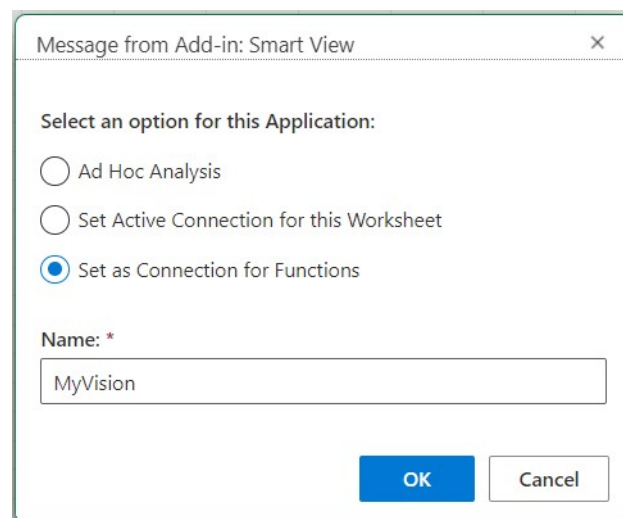 Message from Add-in: Smart View
Select an option for this Application:
Ad Hoc Analysis
Set Active Connection for this Worksheet
Set as Connection for Functions
Name: *
MyVision
OK Cancel